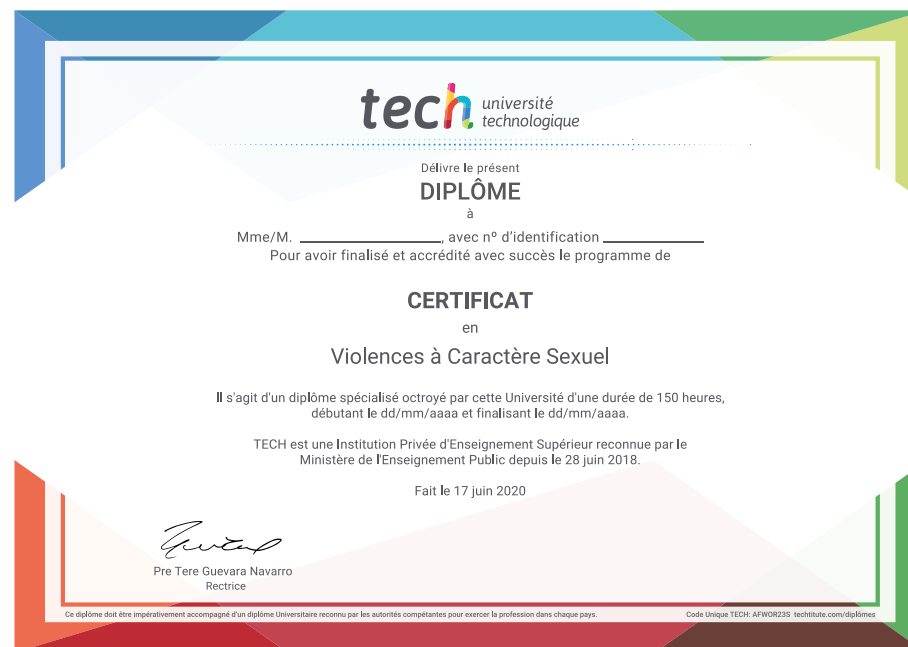 tech université
technologique
Délivre le présent
DIPLÔME
à
Mme/M. ____________________, avec nº d'identification ______________
Pour avoir finalisé et accrédité avec succès le programme de
CERTIFICAT
en
Violences à Caractère Sexuel
Il s'agit d'un diplôme spécialisé octroyé par cette Université d'une durée de 150 heures,
débutant le dd/mm/aaaa et finalisant le dd/mm/aaaa.
TECH est une Institution Privée d'Enseignement Supérieur reconnue par le
Ministère de l'Enseignement Public depuis le 28 juin 2018.
Fait le 17 juin 2020
Pre Tere Guevara Navarro
Rectrice
Ce diplôme doit être impérativement accompagné d'un diplôme Universitaire reconnu par les autorités compétentes pour exercer la profession dans chaque pays.
Code Unique TECH: AFWOR23S techtitute.com/diplômes